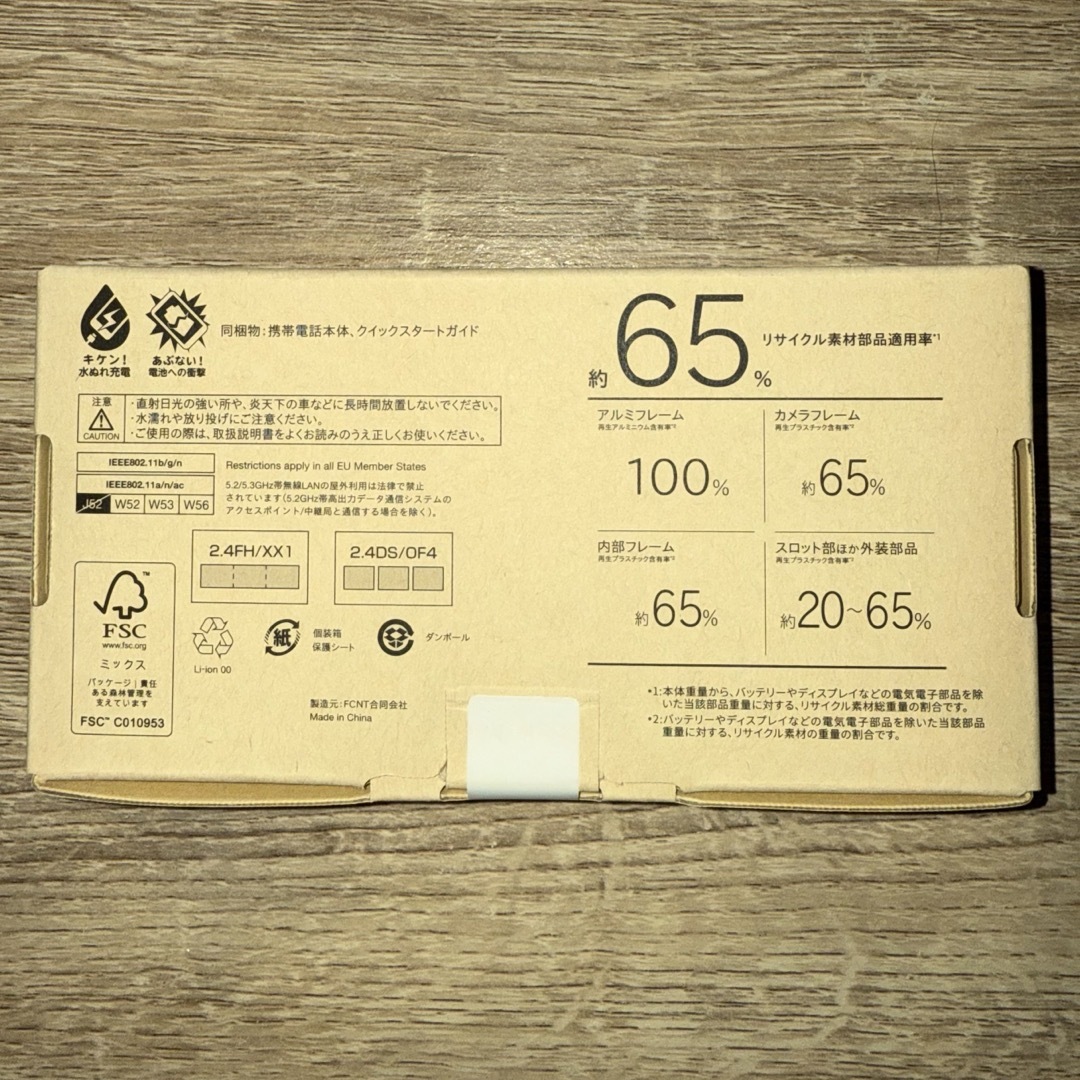 キケン！
水ぬれ充電
あぶない！
電池への衝撃
同梱物：携帯電話本体、クイックスタートガイド
注意
CAUTION
・直射日光の強い所や、炎天下の車などに長時間放置しないでください。
・水濡れや放り投げにご注意ください。
・ご使用の際は、取扱説明書をよくお読みのうえ正しくお使いください。
IEEE802.11b/g/n
IEEE802.11a/n/ac
J52 W52 W53 W56
Restrictions apply in all EU Member States
5.2/5.3GHz帯無線LANの屋外利用は法律で禁止
されています（5.2GHz帯高出力データ通信システムの
アクセスポイント/中継局と通信する場合を除く）。
2.4FH/XX1
2.4DS/OF4
FSC™
www.fsc.org
ミックス
パッケージ｜責任
ある森林管理を
支えています
FSC™ C010953
Li-ion 00
紙
個装箱
保護シート
ダンボール
製造元：FCNT合同会社
Made in China
約65% リサイクル素材部品適用率*1
アルミフレーム
再生アルミニウム含有率*2
100%
カメラフレーム
再生プラスチック含有率*2
約65%
内部フレーム
再生プラスチック含有率*2
約65%
スロット部ほか外装部品
再生プラスチック含有率*2
約20~65%
*1：本体重量から、バッテリーやディスプレイなどの電気電子部品を除
いた当該部品重量に対する、リサイクル素材総重量の割合です。
*2：バッテリーやディスプレイなどの電気電子部品を除いた当該部品
重量に対する、リサイクル素材の重量の割合です。